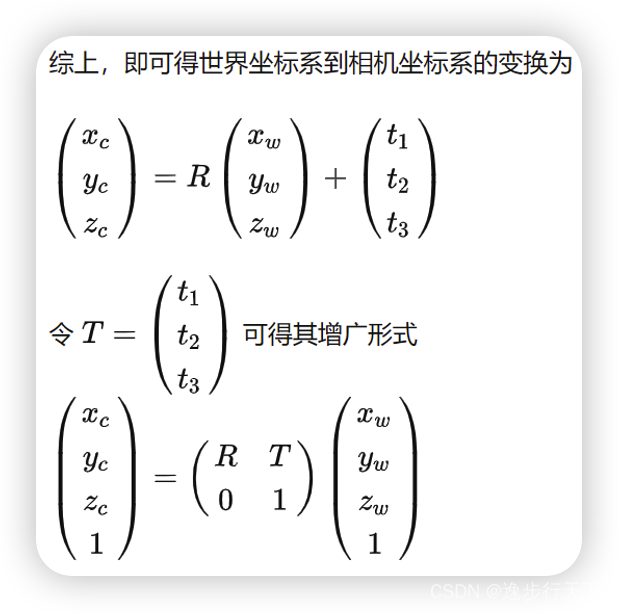 综上，即可得世界坐标系到相机坐标系的变换为
$$\begin{pmatrix} x_c \\ y_c \\ z_c \end{pmatrix} = R \begin{pmatrix} x_w \\ y_w \\ z_w \end{pmatrix} + \begin{pmatrix} t_1 \\ t_2 \\ t_3 \end{pmatrix}$$
令 $T = \begin{pmatrix} t_1 \\ t_2 \\ t_3 \end{pmatrix}$ 可得其增广形式
$$\begin{pmatrix} x_c \\ y_c \\ z_c \\ 1 \end{pmatrix} = \begin{pmatrix} R & T \\ 0 & 1 \end{pmatrix} \begin{pmatrix} x_w \\ y_w \\ z_w \\ 1 \end{pmatrix}$$
CSDN @逸步行